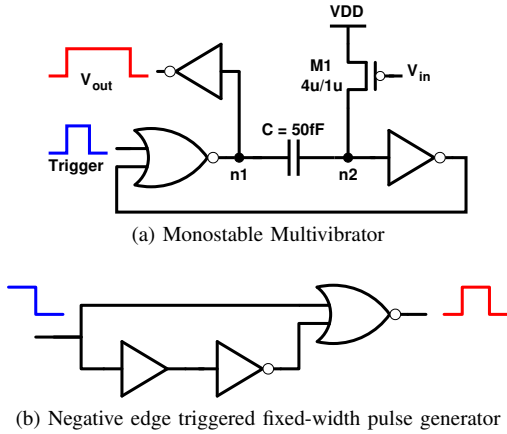 VDD
M1
4u/1u
V_in
V_out
Trigger
C = 50fF
n1
n2
(a) Monostable Multivibrator
(b) Negative edge triggered fixed-width pulse generator